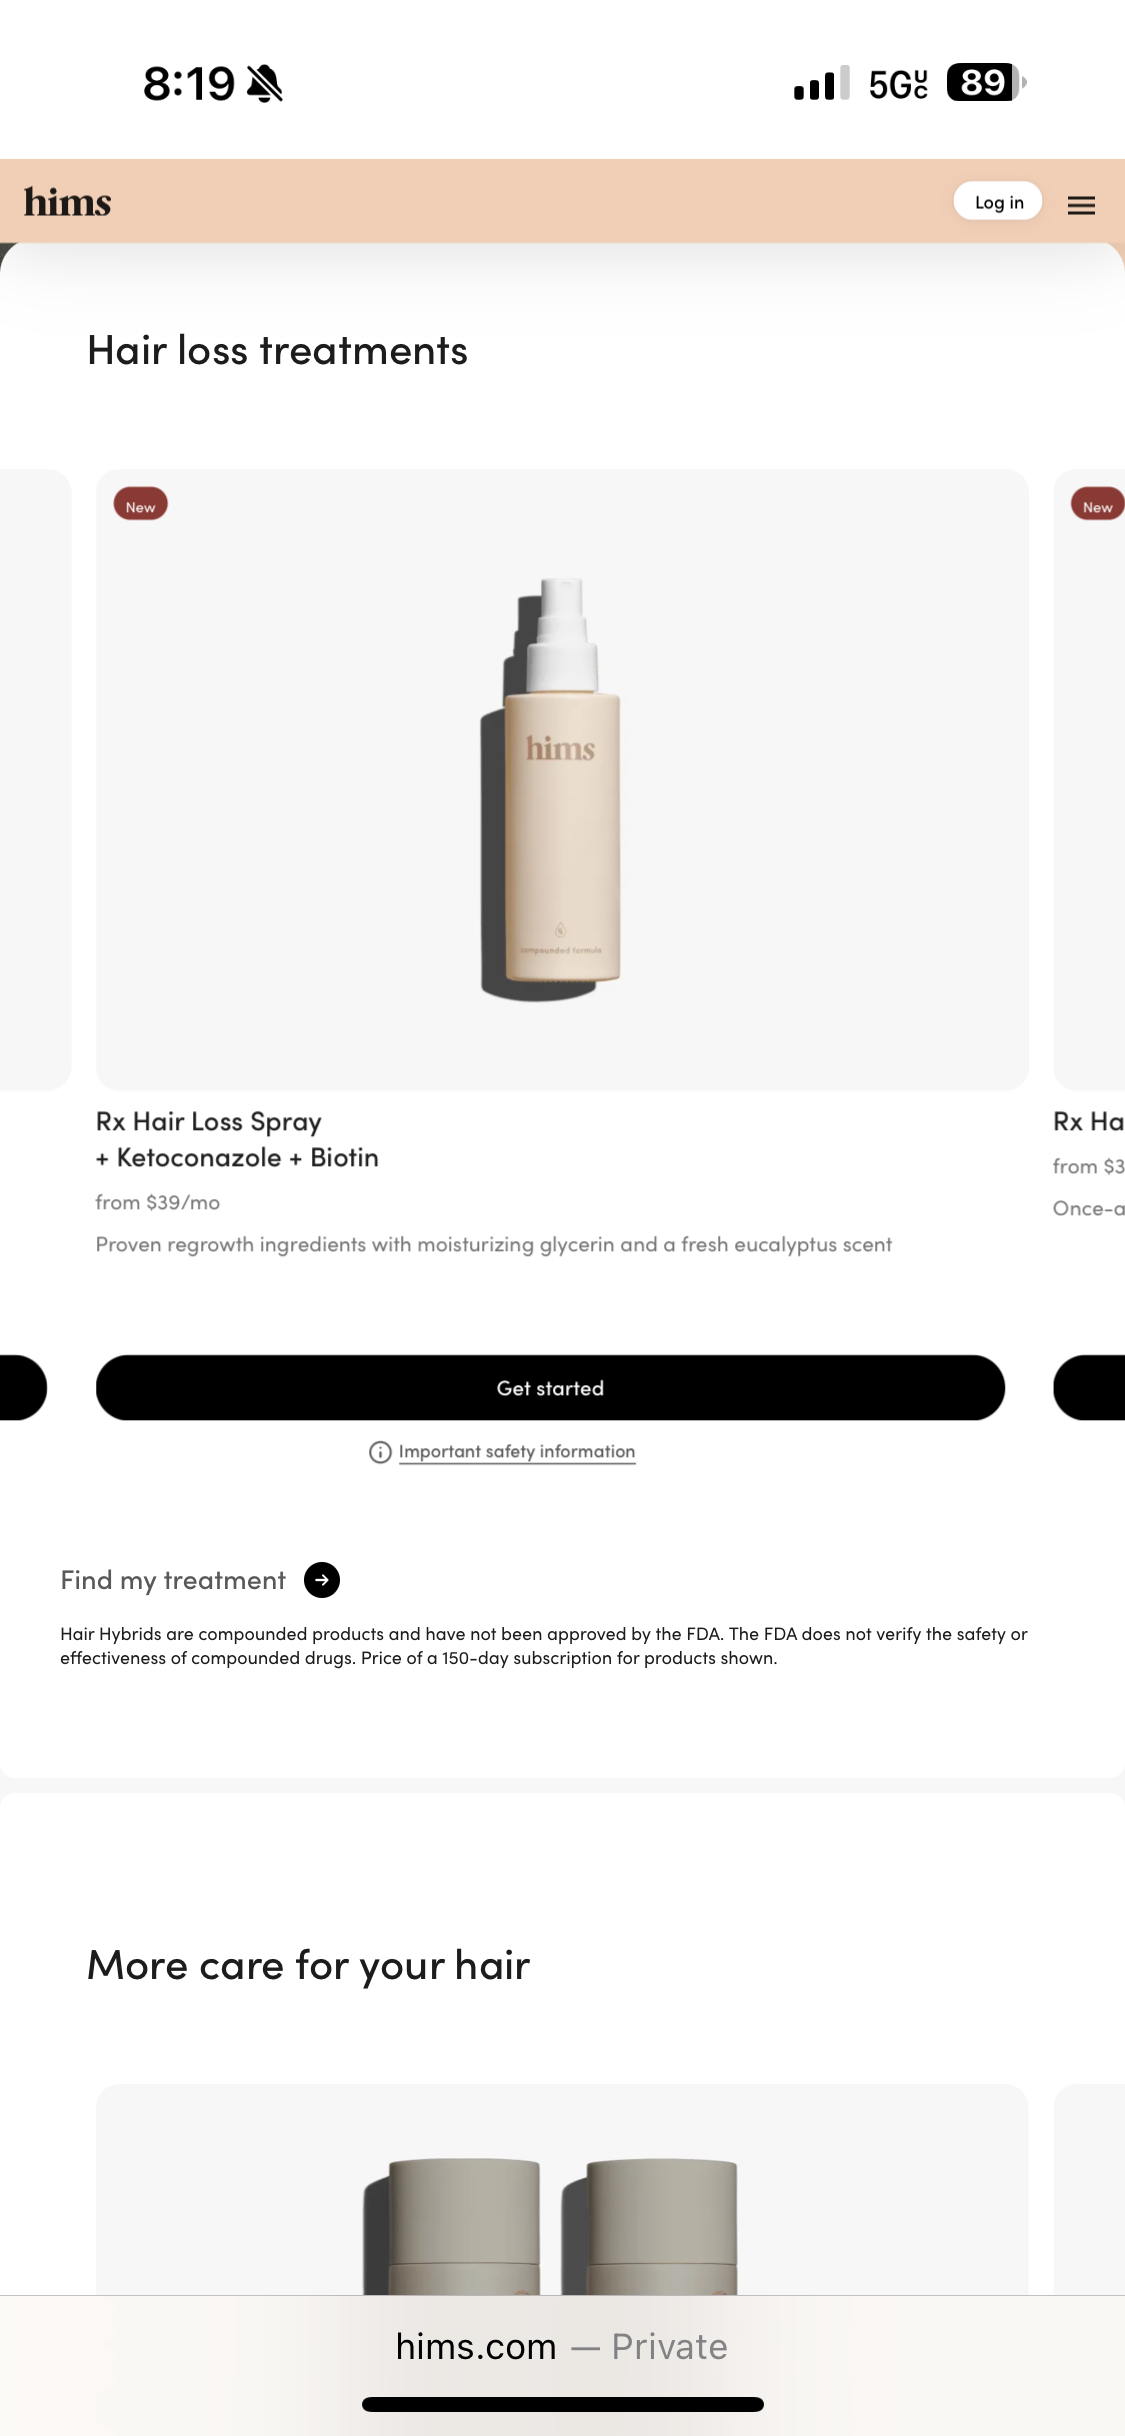 8:19
5G UC
89
hims
Log in
Hair loss treatments
New
New
hims
compounded formula
Rx Hair Loss Spray
+ Ketoconazole + Biotin
from $39/mo
Proven regrowth ingredients with moisturizing glycerin and a fresh eucalyptus scent
Rx Ha
from $3
Once-a
Get started
Important safety information
Find my treatment
Hair Hybrids are compounded products and have not been approved by the FDA. The FDA does not verify the safety or
effectiveness of compounded drugs. Price of a 150-day subscription for products shown.
More care for your hair
hims.com — Private